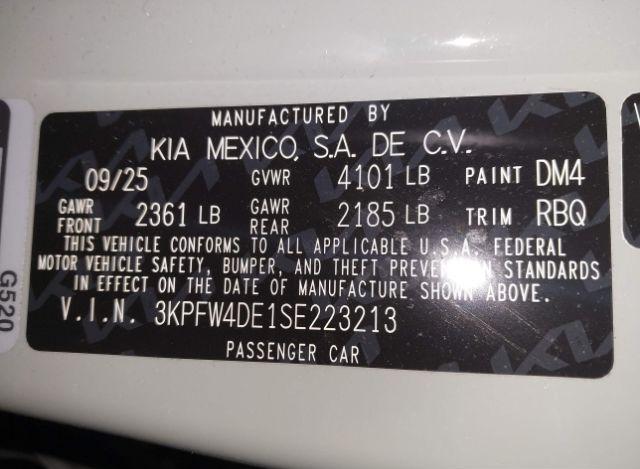 MANUFACTURED BY
KIA MEXICO, S.A. DE C.V.
09/25 GVWR 4101 LB PAINT DM4
GAWR FRONT 2361 LB GAWR REAR 2185 LB TRIM RBQ
THIS VEHICLE CONFORMS TO ALL APPLICABLE U.S.A. FEDERAL
MOTOR VEHICLE SAFETY, BUMPER, AND THEFT PREVENTION STANDARDS
IN EFFECT ON THE DATE OF MANUFACTURE SHOWN ABOVE.
V.I.N. 3KPFW4DE1SE223213
PASSENGER CAR
G520